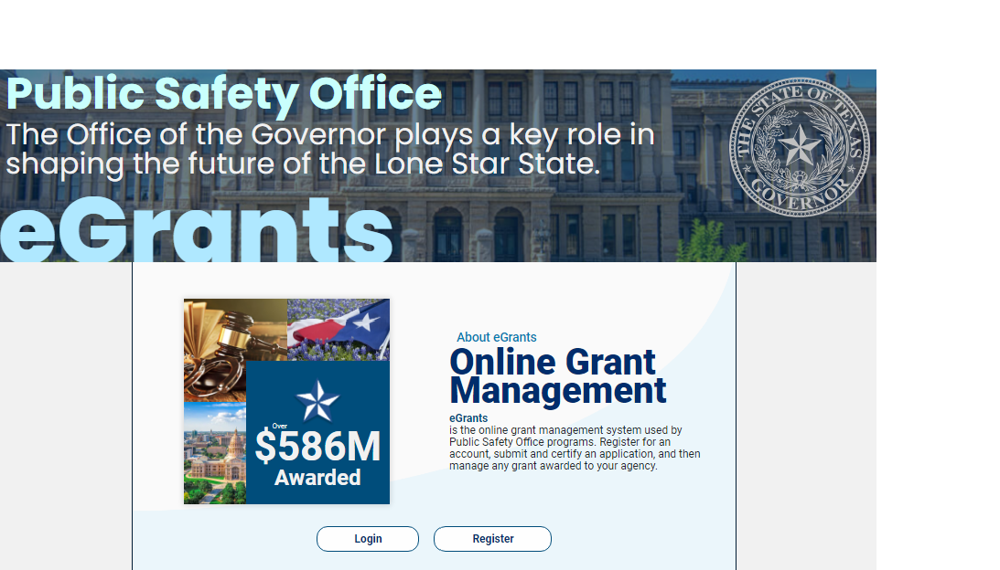 Public Safety Office
The Office of the Governor plays a key role in
shaping the future of the Lone Star State.
THE STATE OF TEXAS
GOVERNOR
eGrants
Over
$586M
Awarded
About eGrants
Online Grant
Management
eGrants
is the online grant management system used by
Public Safety Office programs. Register for an
account, submit and certify an application, and then
manage any grant awarded to your agency.
Login
Register